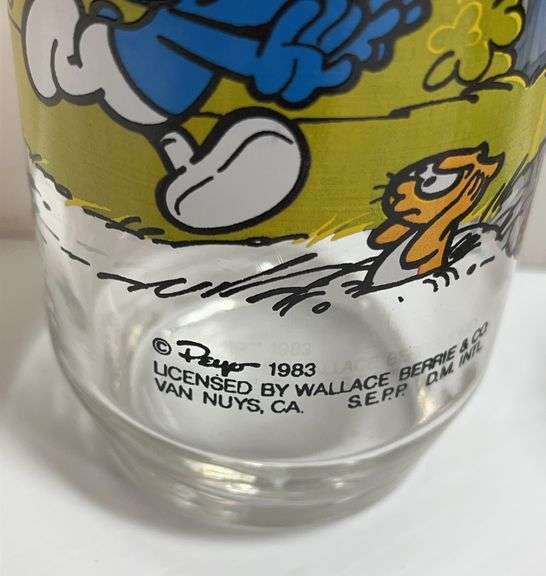 © Peyo 1983
LICENSED BY WALLACE BERRIE & CO
VAN NUYS, CA. S.E.P.P. D.M. INTL